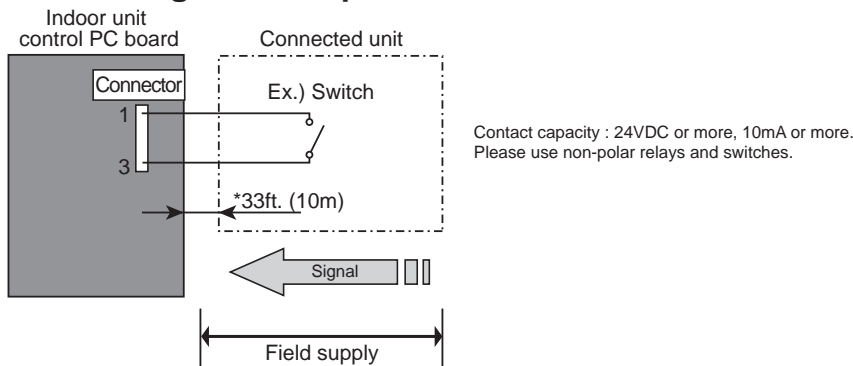 Indoor unit
control PC board
Connected unit
Connector
Ex.) Switch
1
3
Contact capacity : 24VDC or more, 10mA or more.
Please use non-polar relays and switches.
*33ft. (10m)
Signal
Field supply